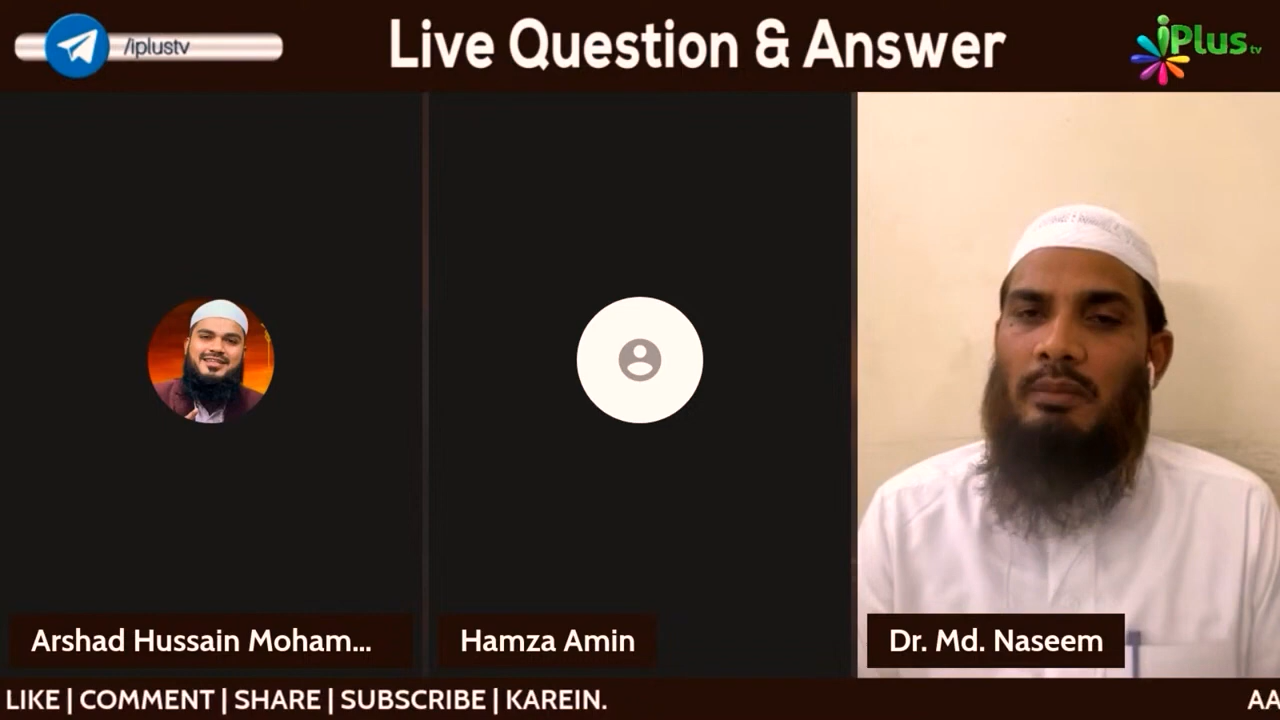 /iplustv
Live Question & Answer
iPlus tv
Arshad Hussain Moham...
Hamza Amin
Dr. Md. Naseem
LIKE | COMMENT | SHARE | SUBSCRIBE | KAREIN.
AA